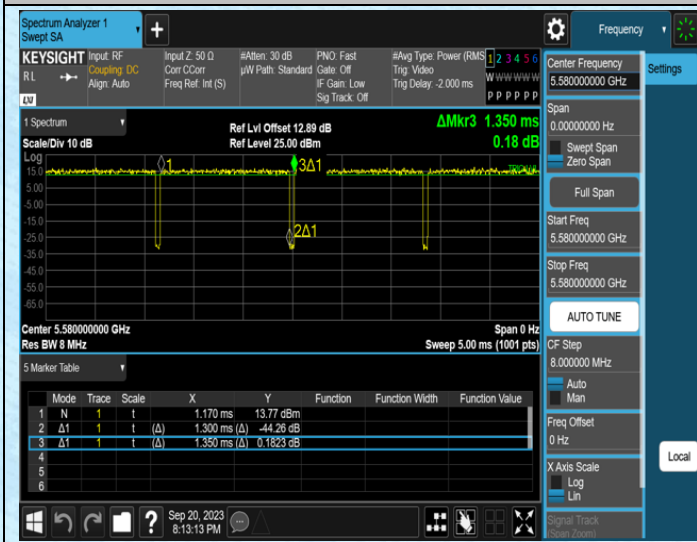 Spectrum Analyzer 1
Swept SA
Frequency
KEYSIGHT
RL
Input: RF
Coupling: DC
Align: Auto
Input Z: 50 Ω
Corr CCorr
Freq Ref: Int (S)
#Atten: 30 dB
µW Path: Standard
PNO: Fast
Gate: Off
IF Gain: Low
Sig Track: Off
#Avg Type: Power (RMS
Trig: Video
Trig Delay: -2.000 ms
1 2 3 4 5 6
W W W W W W
P P P P P P
1 Spectrum
Scale/Div 10 dB
Ref Lvl Offset 12.89 dB
Ref Level 25.00 dBm
ΔMkr3 1.350 ms
0.18 dB
Log
15.0
5.00
-5.00
-15.0
-25.0
-35.0
-45.0
-55.0
-65.0
1
3Δ1
2Δ1
Center 5.580000000 GHz
Res BW 8 MHz
Span 0 Hz
Sweep 5.00 ms (1001 pts)
5 Marker Table
Mode Trace Scale X Y Function Function Width Function Value
1 N 1 t 1.170 ms 13.77 dBm
2 Δ1 1 t (Δ) 1.300 ms (Δ) -44.26 dB
3 Δ1 1 t (Δ) 1.350 ms (Δ) 0.1823 dB
4
5
6
Sep 20, 2023
8:13:13 PM
Center Frequency
5.580000000 GHz
Span
0.00000000 Hz
Swept Span
Zero Span
Full Span
Start Freq
5.580000000 GHz
Stop Freq
5.580000000 GHz
AUTO TUNE
CF Step
8.000000 MHz
Auto
Man
Freq Offset
0 Hz
X Axis Scale
Log
Lin
Signal Track
(Span Zoom)
Settings
Local